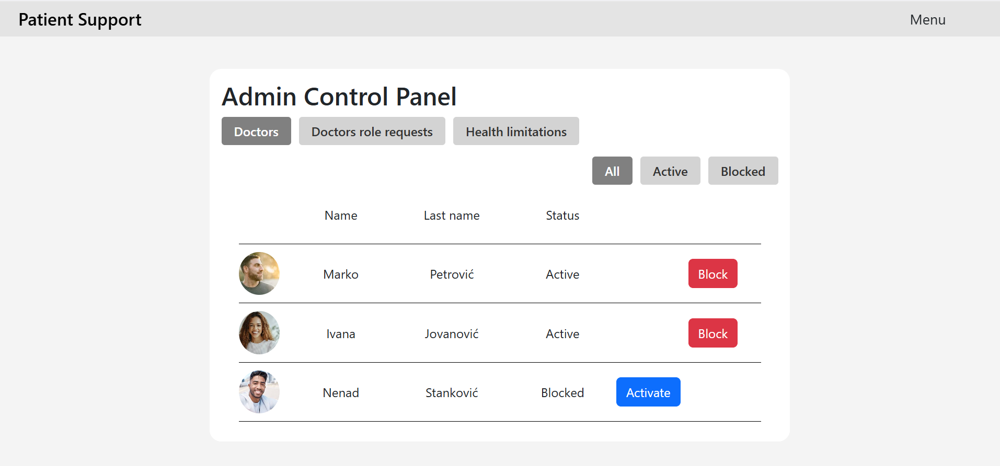 Patient Support Menu
Admin Control Panel
Doctors Doctors role requests Health limitations
All Active Blocked
Name Last name Status
Marko Petrović Active Block
Ivana Jovanović Active Block
Nenad Stanković Blocked Activate